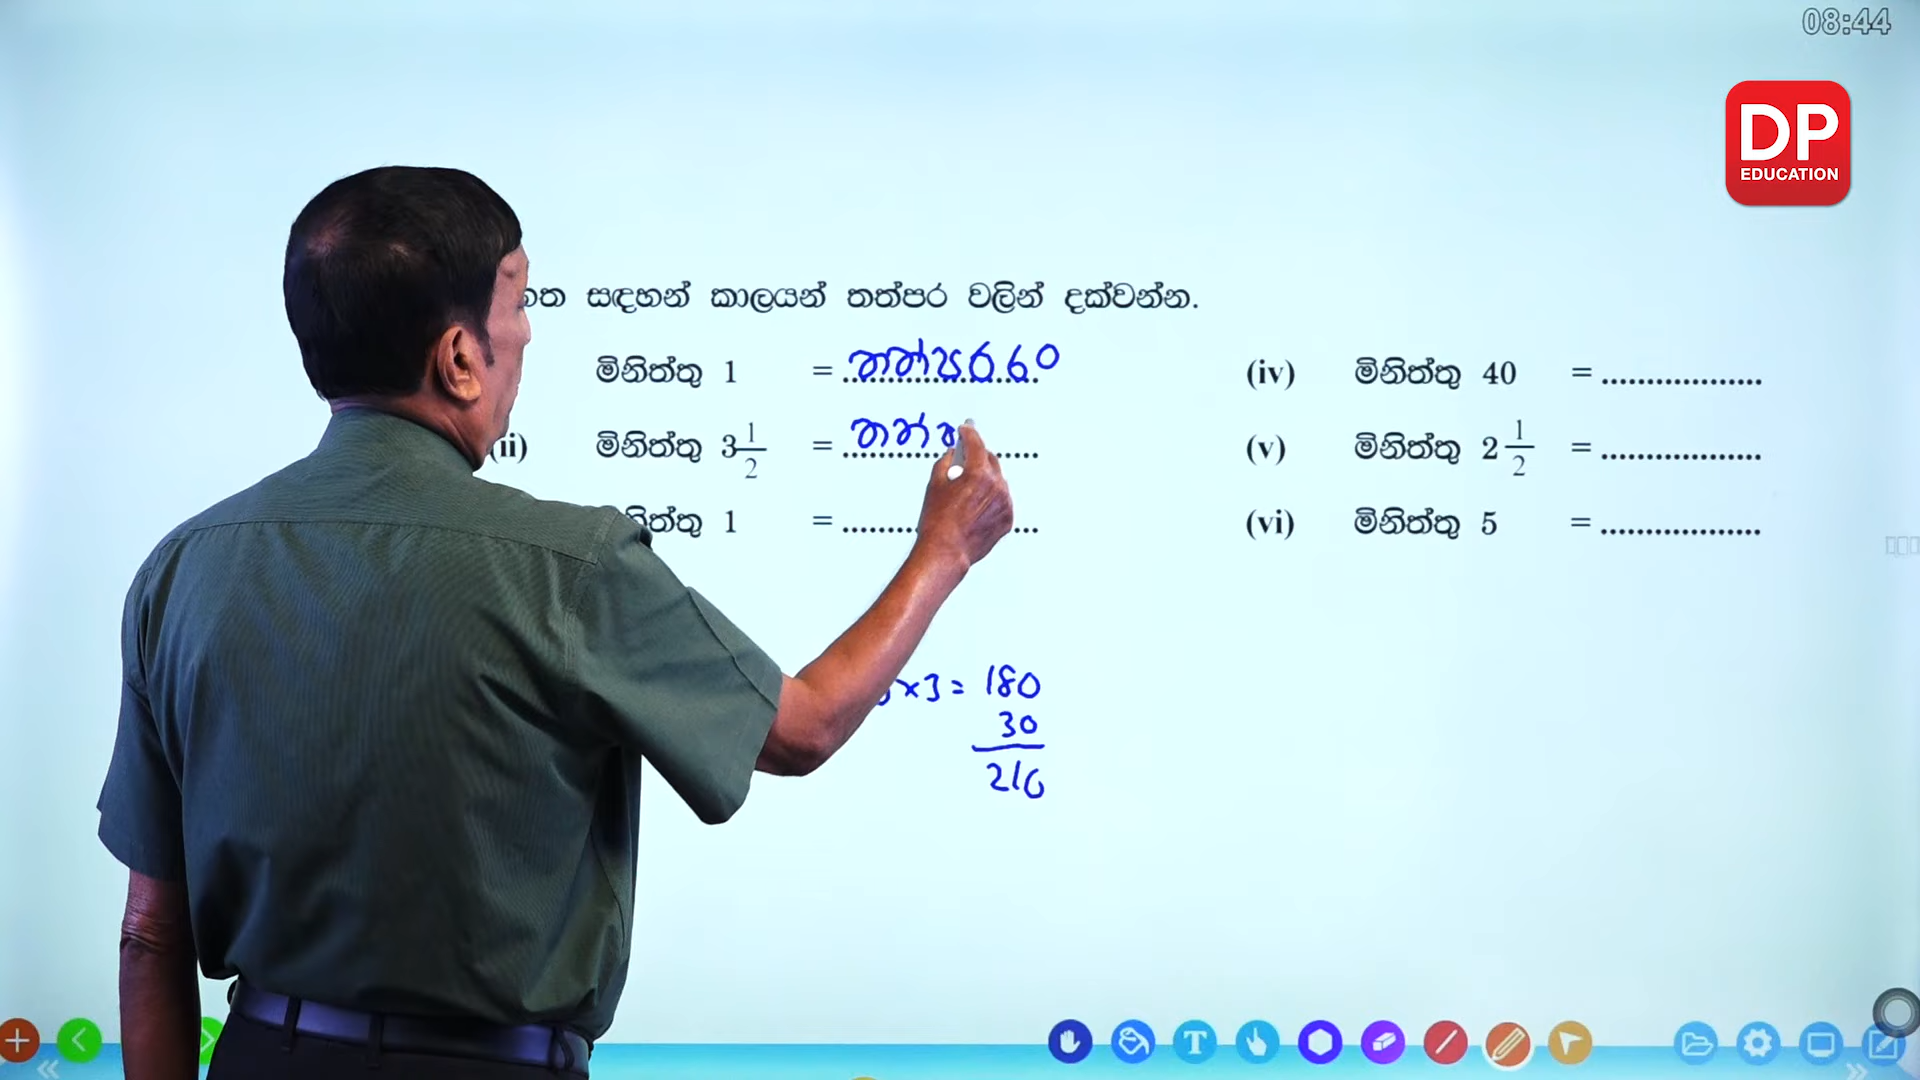 08:44
DP
EDUCATION
සඳහන් කාලයන් තත්පර වලින් දක්වන්න.
මිනිත්තු 1 = තත්පර 60
(ii) මිනිත්තු 3 1/2 = තත්ප
මිනිත්තු 1 = ..................
(iv) මිනිත්තු 40 = ..................
(v) මිනිත්තු 2 1/2 = ..................
(vi) මිනිත්තු 5 = ..................
×3 = 180
30
210